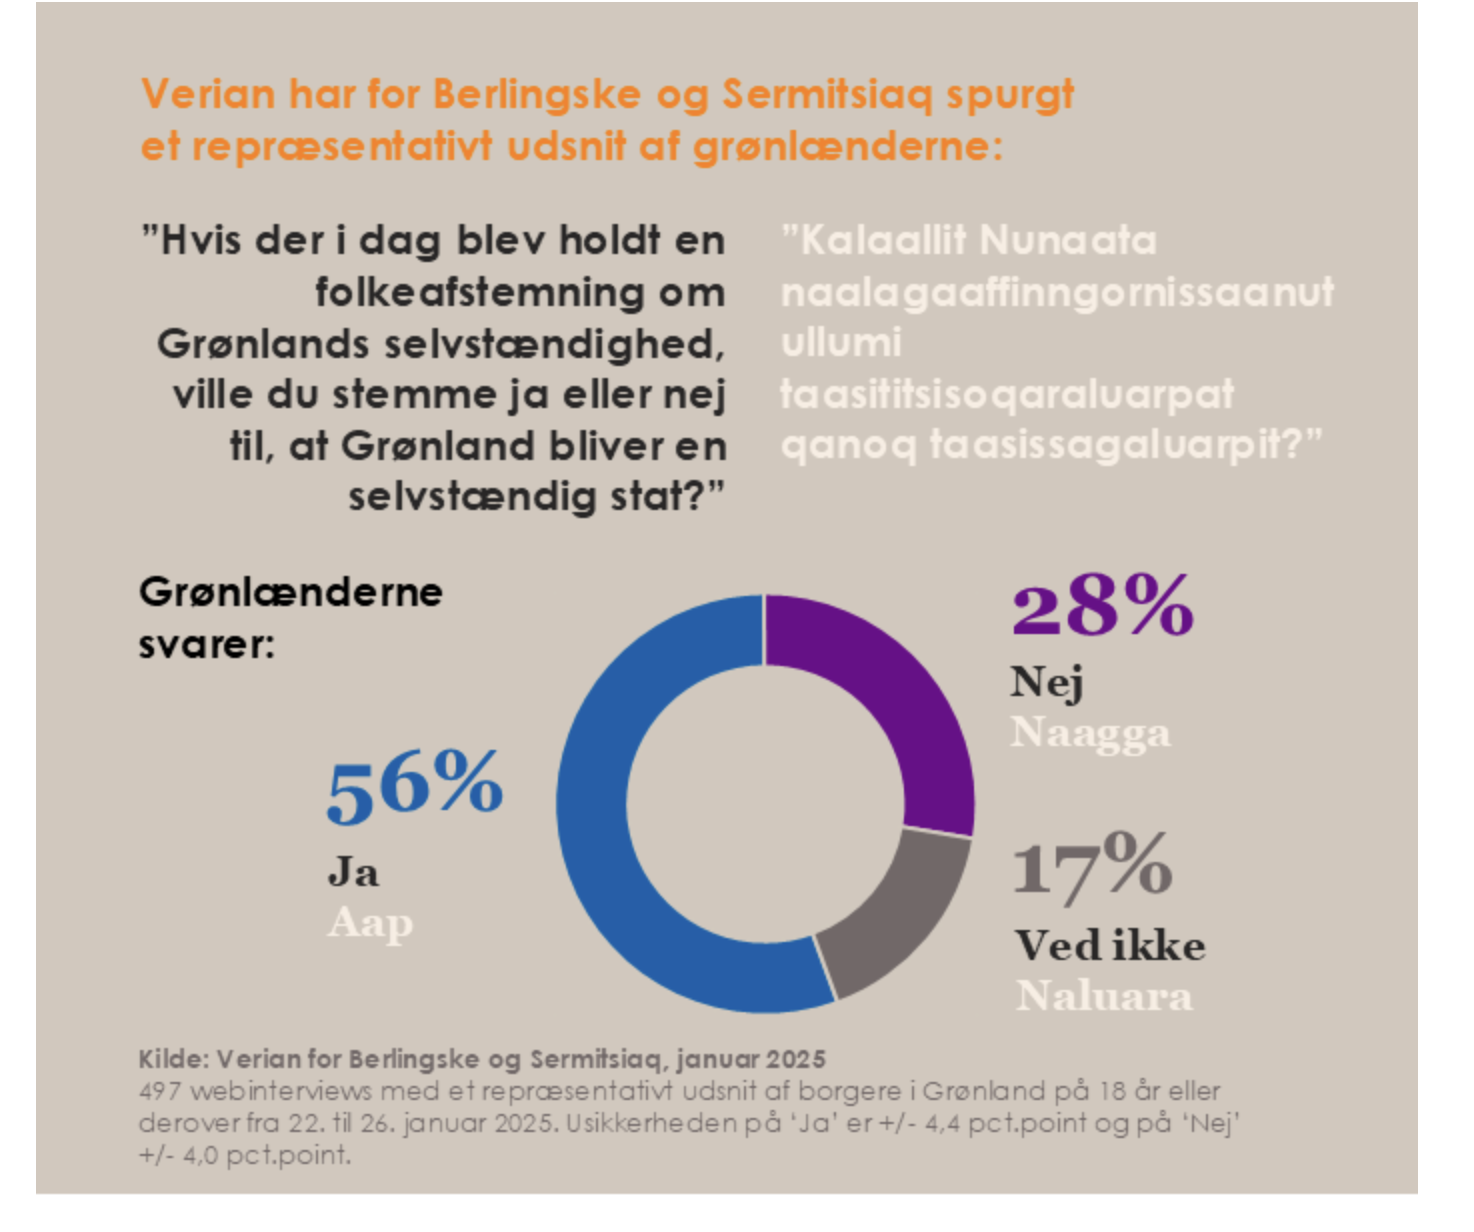 Verian har for Berlingske og Sermitsiaq spurgt
et repræsentativt udsnit af grønlænderne:
”Hvis der i dag blev holdt en
folkeafstemning om
Grønlands selvstændighed,
ville du stemme ja eller nej
til, at Grønland bliver en
selvstændig stat?”
”Kalaallit Nunaata
naalagaaffinngornissaanut
ullumi
taasititsisoqaraluarpat
qanoq taasissagaluarpit?”
Grønlænderne
svarer:
56%
Ja
Aap
28%
Nej
Naagga
17%
Ved ikke
Naluara
Kilde: Verian for Berlingske og Sermitsiaq, januar 2025
497 webinterviews med et repræsentativt udsnit af borgere i Grønland på 18 år eller
derover fra 22. til 26. januar 2025. Usikkerheden på ‘Ja’ er +/- 4,4 pct.point og på ‘Nej’
+/- 4,0 pct.point.